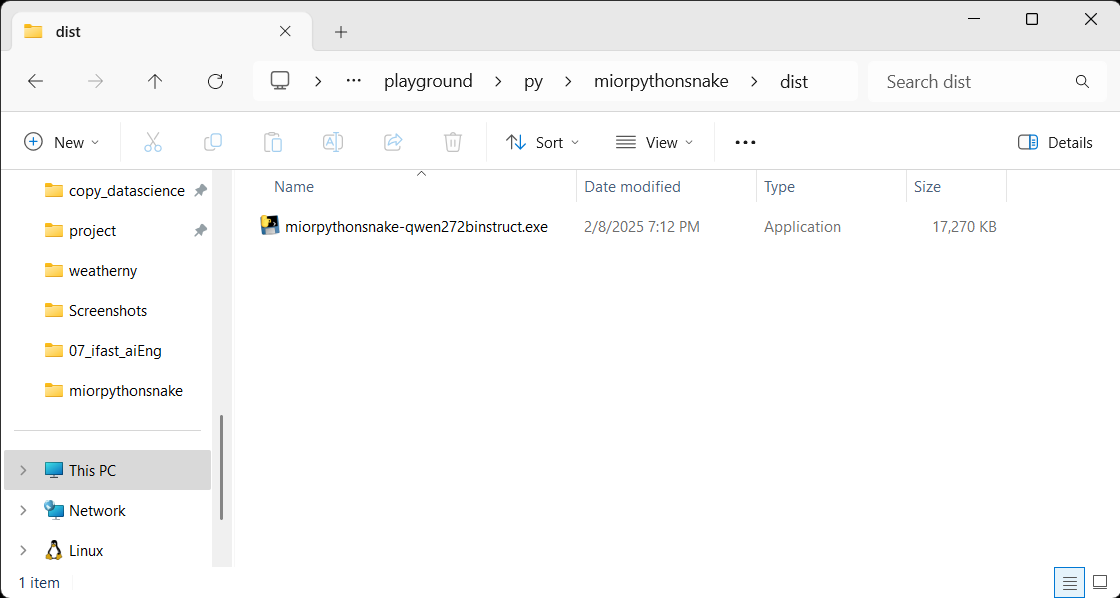 dist
playground > py > miorpythonsnake > dist
Search dist
New
Sort
View
Details
copy_datascience
project
weatherny
Screenshots
07_ifast_aiEng
miorpythonsnake
This PC
Network
Linux
Name Date modified Type Size
miorpythonsnake-qwen272binstruct.exe 2/8/2025 7:12 PM Application 17,270 KB
1 item